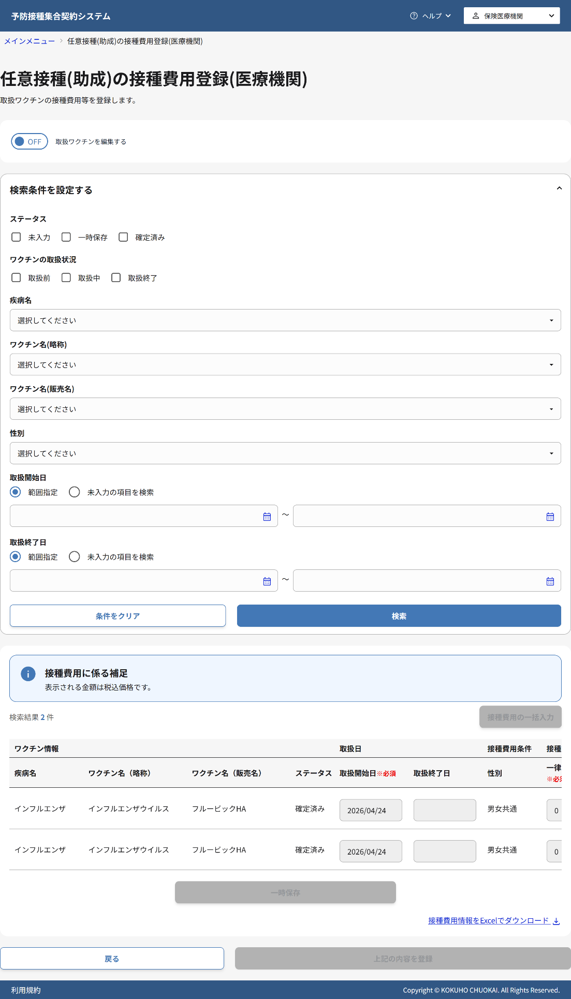 予防接種集合契約システム
ヘルプ
保険医療機関
メインメニュー > 任意接種(助成)の接種費用登録(医療機関)
任意接種(助成)の接種費用登録(医療機関)
取扱ワクチンの接種費用等を登録します。
OFF 取扱ワクチンを編集する
検索条件を設定する
ステータス
未入力 一時保存 確定済み
ワクチンの取扱状況
取扱前 取扱中 取扱終了
疾病名
選択してください
ワクチン名(略称)
選択してください
ワクチン名(販売名)
選択してください
性別
選択してください
取扱開始日
範囲指定 未入力の項目を検索
～
取扱終了日
範囲指定 未入力の項目を検索
～
条件をクリア 検索
接種費用に係る補足
表示される金額は税込価格です。
検索結果 2 件 接種費用の一括入力
ワクチン情報 取扱日 接種費用条件 接種
疾病名 ワクチン名（略称） ワクチン名（販売名） ステータス 取扱開始日※必須 取扱終了日 性別 一律
※必須
インフルエンザ インフルエンザウイルス フルービックHA 確定済み 2026/04/24 男女共通 0
インフルエンザ インフルエンザウイルス フルービックHA 確定済み 2026/04/24 男女共通 0
一時保存
接種費用情報をExcelでダウンロード
戻る 上記の内容を登録
利用規約 Copyright © KOKUHO CHUOKAI. All Rights Reserved.